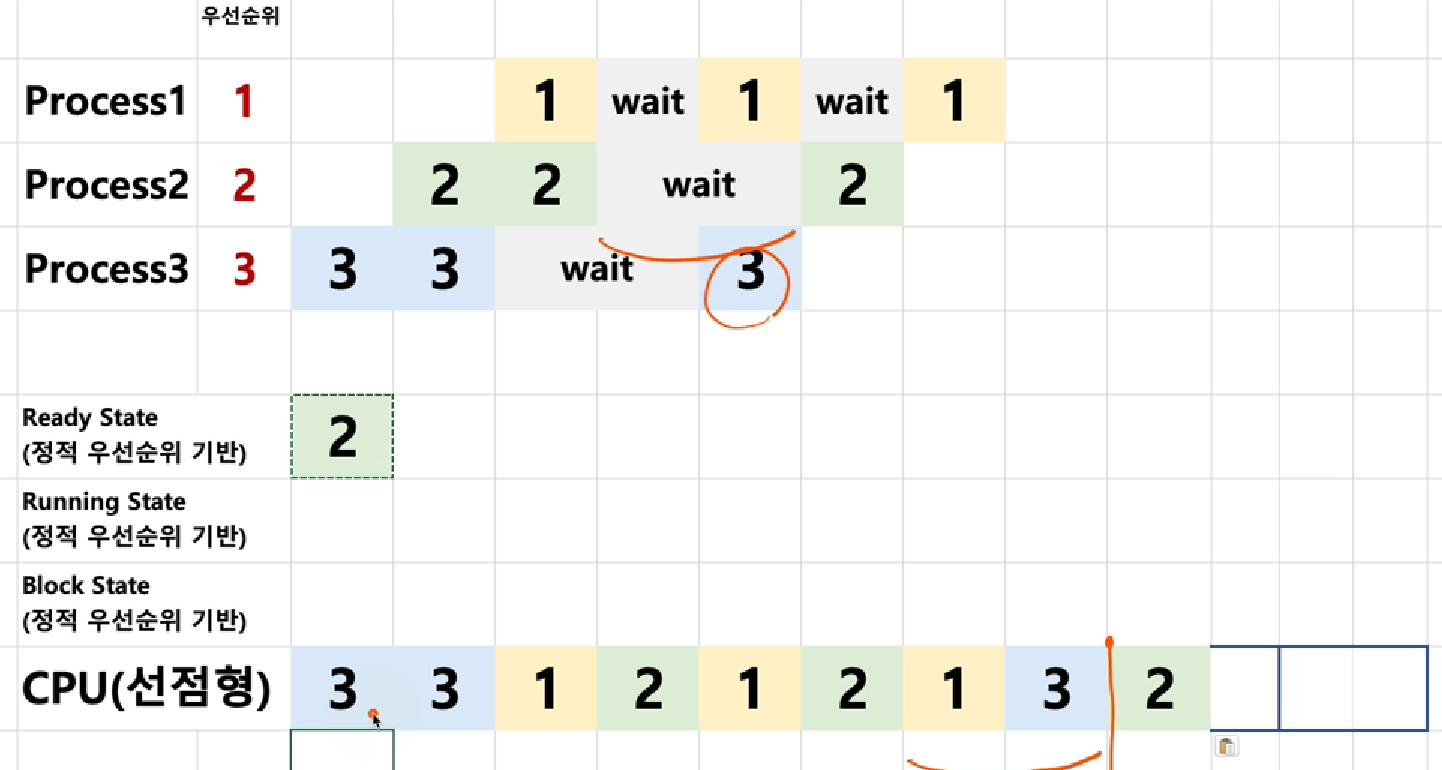 우선순위
Process1 1 1 wait 1 wait 1
Process2 2 2 2 wait 2
Process3 3 3 3 wait 3
Ready State
(정적 우선순위 기반)
2
Running State
(정적 우선순위 기반)
Block State
(정적 우선순위 기반)
CPU(선점형) 3 3 1 2 1 2 1 3 2